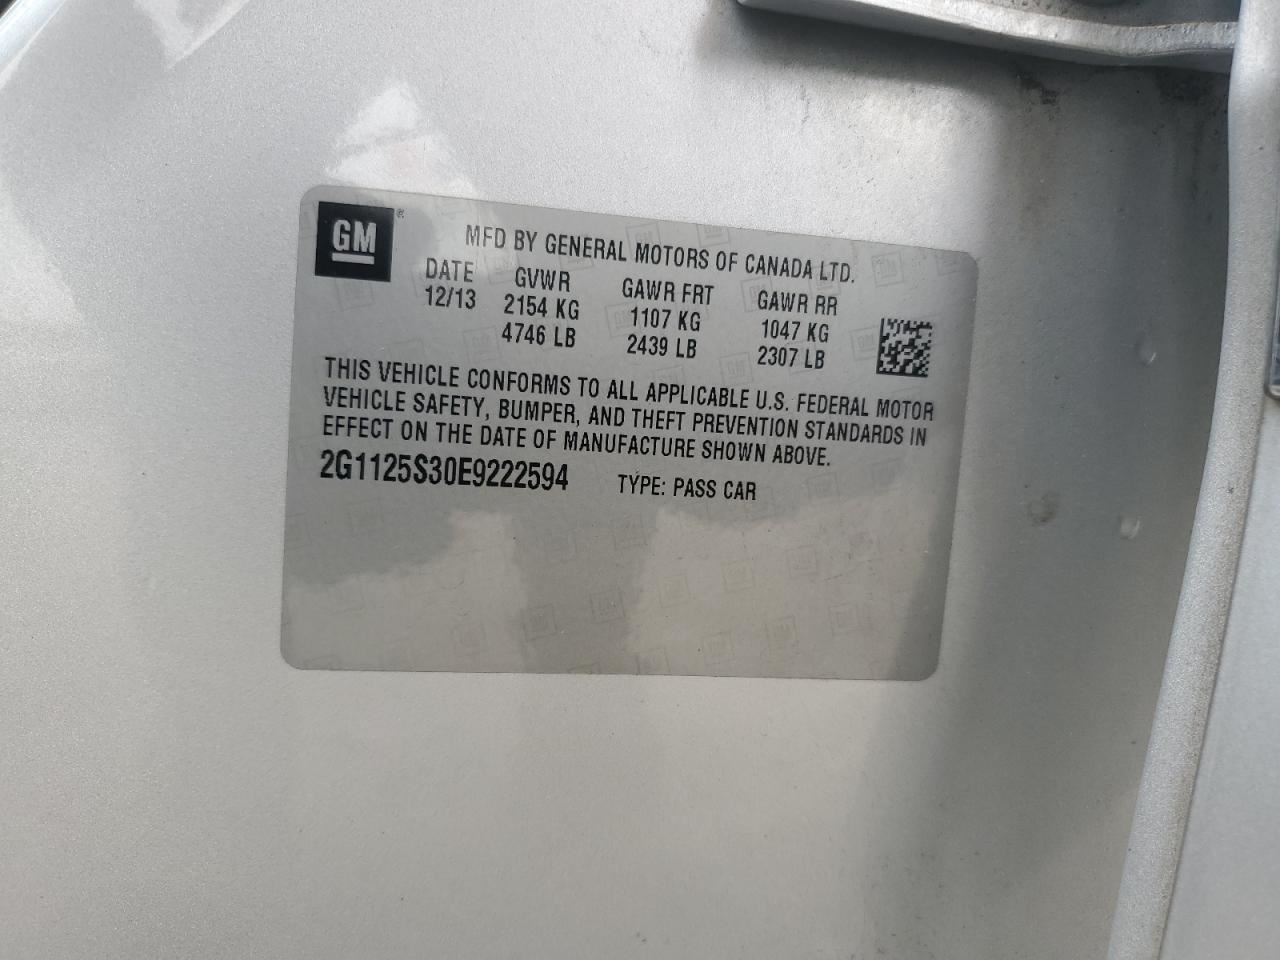 GM ®
MFD BY GENERAL MOTORS OF CANADA LTD.
DATE GVWR GAWR FRT GAWR RR
12/13 2154 KG 1107 KG 1047 KG
4746 LB 2439 LB 2307 LB
THIS VEHICLE CONFORMS TO ALL APPLICABLE U.S. FEDERAL MOTOR
VEHICLE SAFETY, BUMPER, AND THEFT PREVENTION STANDARDS IN
EFFECT ON THE DATE OF MANUFACTURE SHOWN ABOVE.
2G1125S30E9222594 TYPE: PASS CAR